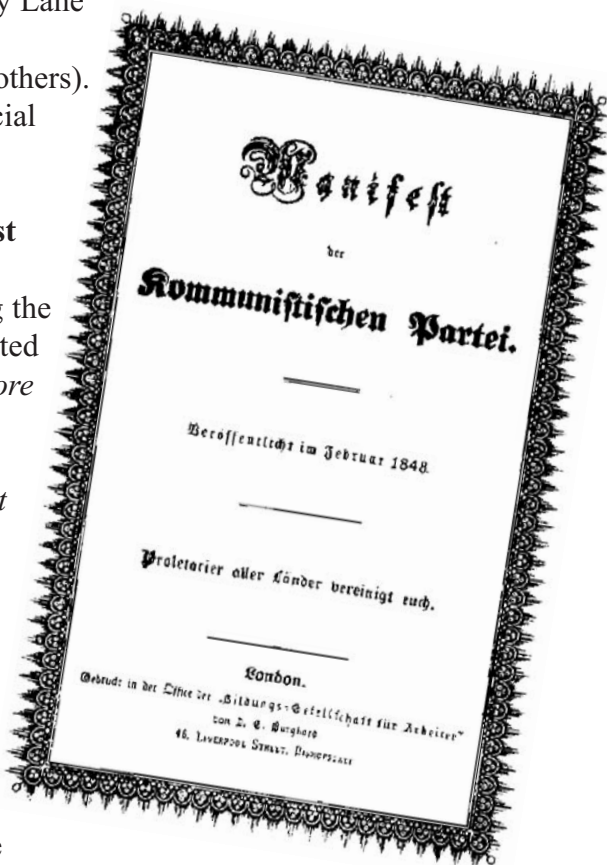 y Lane
others).
cial
st
g the
ted
ore
t
e
Manifest
der
Kommunistischen Partei.
Veröffentlicht im Februar 1848.
Proletarier aller Länder vereinigt euch.
London.
Gedruckt in der Office der „Bildungs-Gesellschaft für Arbeiter"
von J. E. Burghard
46, LIVERPOOL STREET, BISHOPSGATE